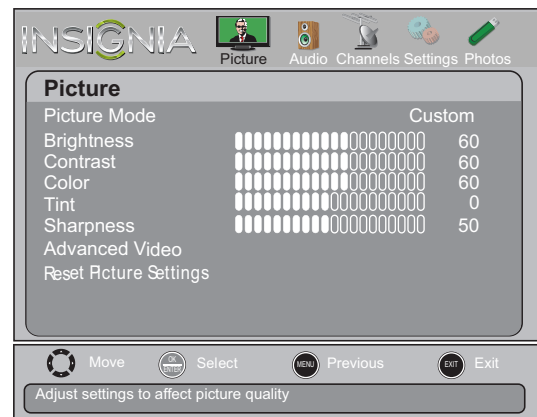 INSIGNIA
Picture Audio Channels Settings Photos
Picture
Picture Mode Custom
Brightness 60
Contrast 60
Color 60
Tint 0
Sharpness 50
Advanced Video
Reset Picture Settings
Move OK ENTER Select MENU Previous EXIT Exit
Adjust settings to affect picture quality